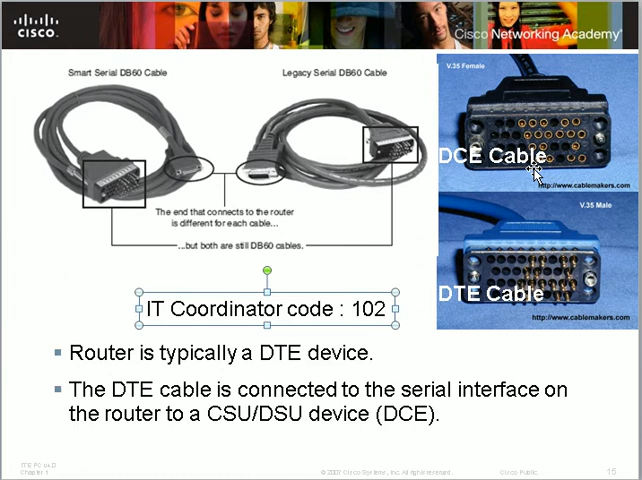 CISCO
Cisco Networking Academy
Smart Serial DB60 Cable
Legacy Serial DB60 Cable
The end that connects to the router
is different for each cable...
...but both are still DB60 cables.
V.35 Female
DCE Cable
http://www.cablemakers.com
V.35 Male
DTE Cable
http://www.cablemakers.com
IT Coordinator code : 102
Router is typically a DTE device.
The DTE cable is connected to the serial interface on
the router to a CSU/DSU device (DCE).
Chapter 1
© 2007 Cisco Systems, Inc. All rights reserved.
Cisco Public
15